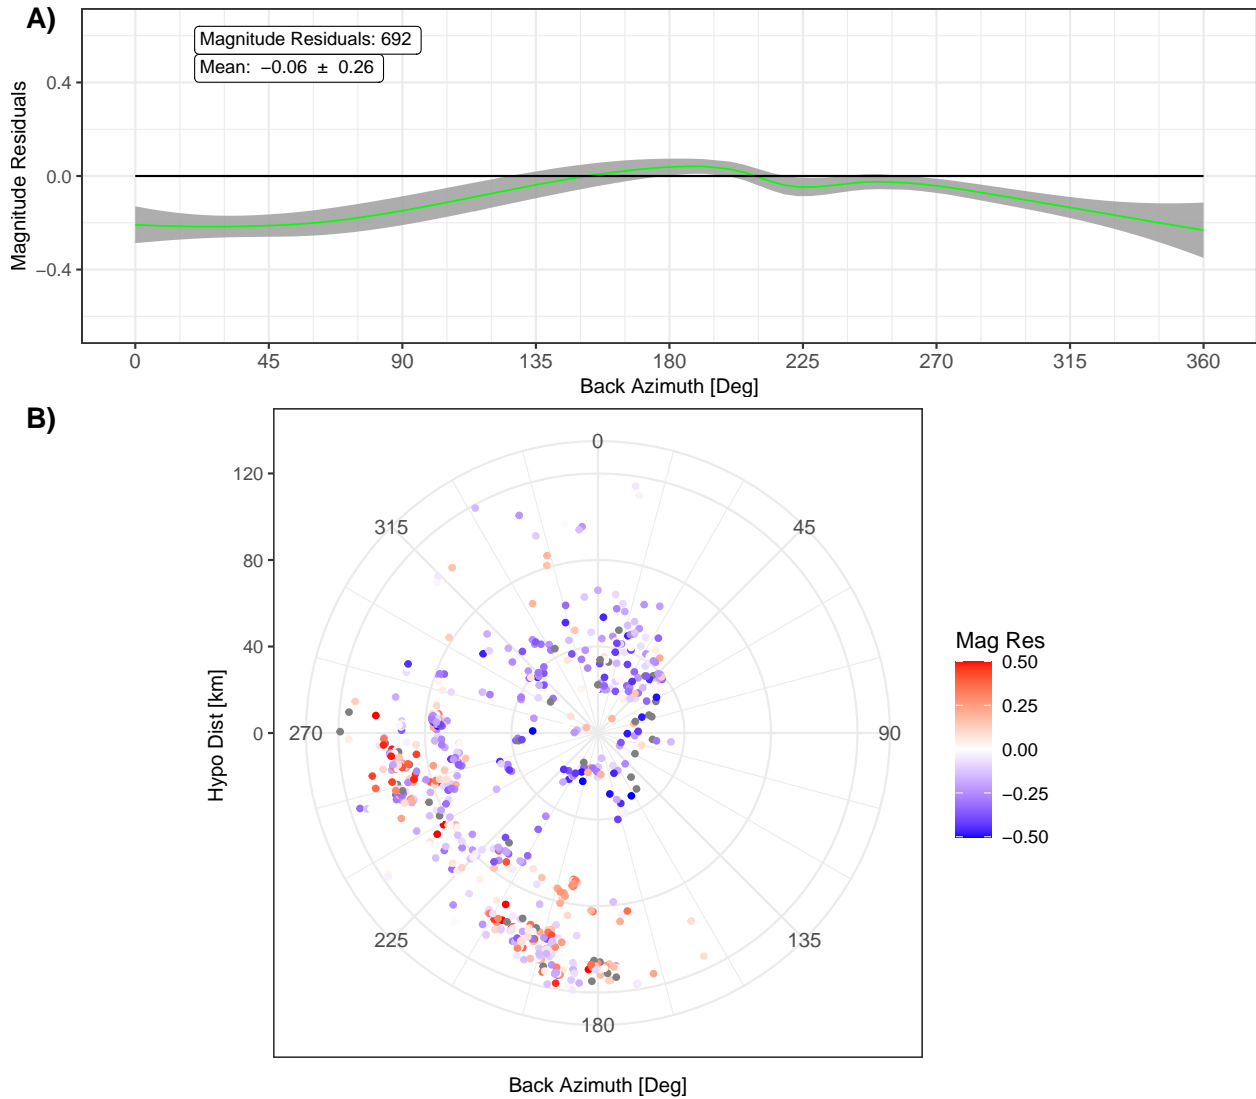 A)
Magnitude Residuals: 692
Mean:  −0.06  ±  0.26
Magnitude Residuals
0.4
0.0
−0.4
0 45 90 135 180 225 270 315 360
Back Azimuth [Deg]
B)
Hypo Dist [km]
120
80
40
0
0
45
90
135
180
225
270
315
Back Azimuth [Deg]
Mag Res
0.50
0.25
0.00
−0.25
−0.50